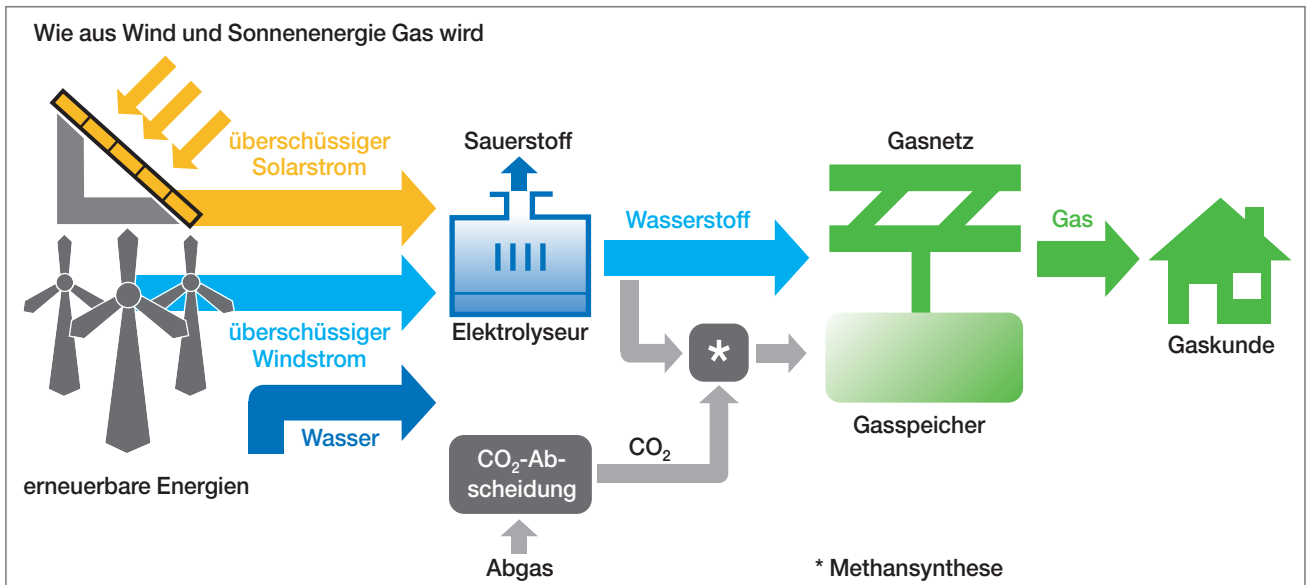 Wie aus Wind und Sonnenenergie Gas wird
überschüssiger
Solarstrom
Sauerstoff
Gasnetz
Wasserstoff
Gas
Elektrolyseur
überschüssiger
Windstrom
*
Gaskunde
Wasser
Gasspeicher
CO₂
CO₂-Ab-
scheidung
erneuerbare Energien
Abgas
* Methansynthese